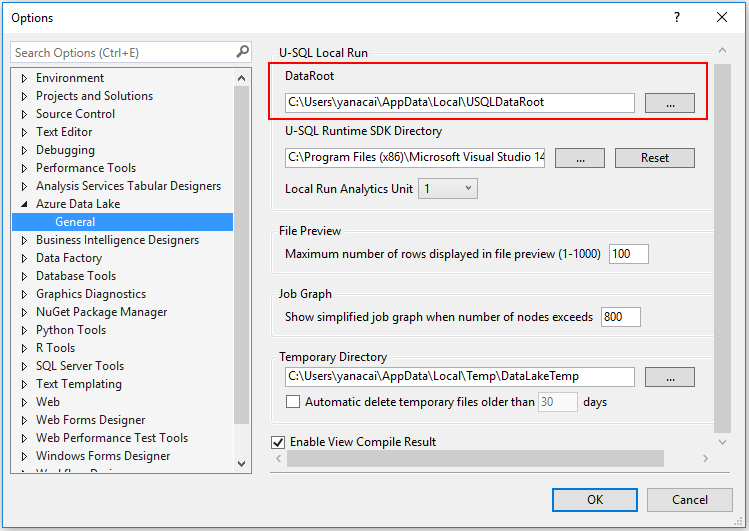 Options
?
Search Options (Ctrl+E)
Environment
Projects and Solutions
Source Control
Text Editor
Debugging
Performance Tools
Analysis Services Tabular Designers
Azure Data Lake
General
Business Intelligence Designers
Data Factory
Database Tools
Graphics Diagnostics
NuGet Package Manager
Python Tools
R Tools
SQL Server Tools
Text Templating
Web
Web Forms Designer
Web Performance Test Tools
Windows Forms Designer
U-SQL Local Run
DataRoot
C:\Users\yanacai\AppData\Local\USQLDataRoot
...
U-SQL Runtime SDK Directory
C:\Program Files (x86)\Microsoft Visual Studio 14
...
Reset
Local Run Analytics Unit 1
File Preview
Maximum number of rows displayed in file preview (1-1000) 100
Job Graph
Show simplified job graph when number of nodes exceeds 800
Temporary Directory
C:\Users\yanacai\AppData\Local\Temp\DataLakeTemp
...
Automatic delete temporary files older than 30 days
Enable View Compile Result
OK
Cancel